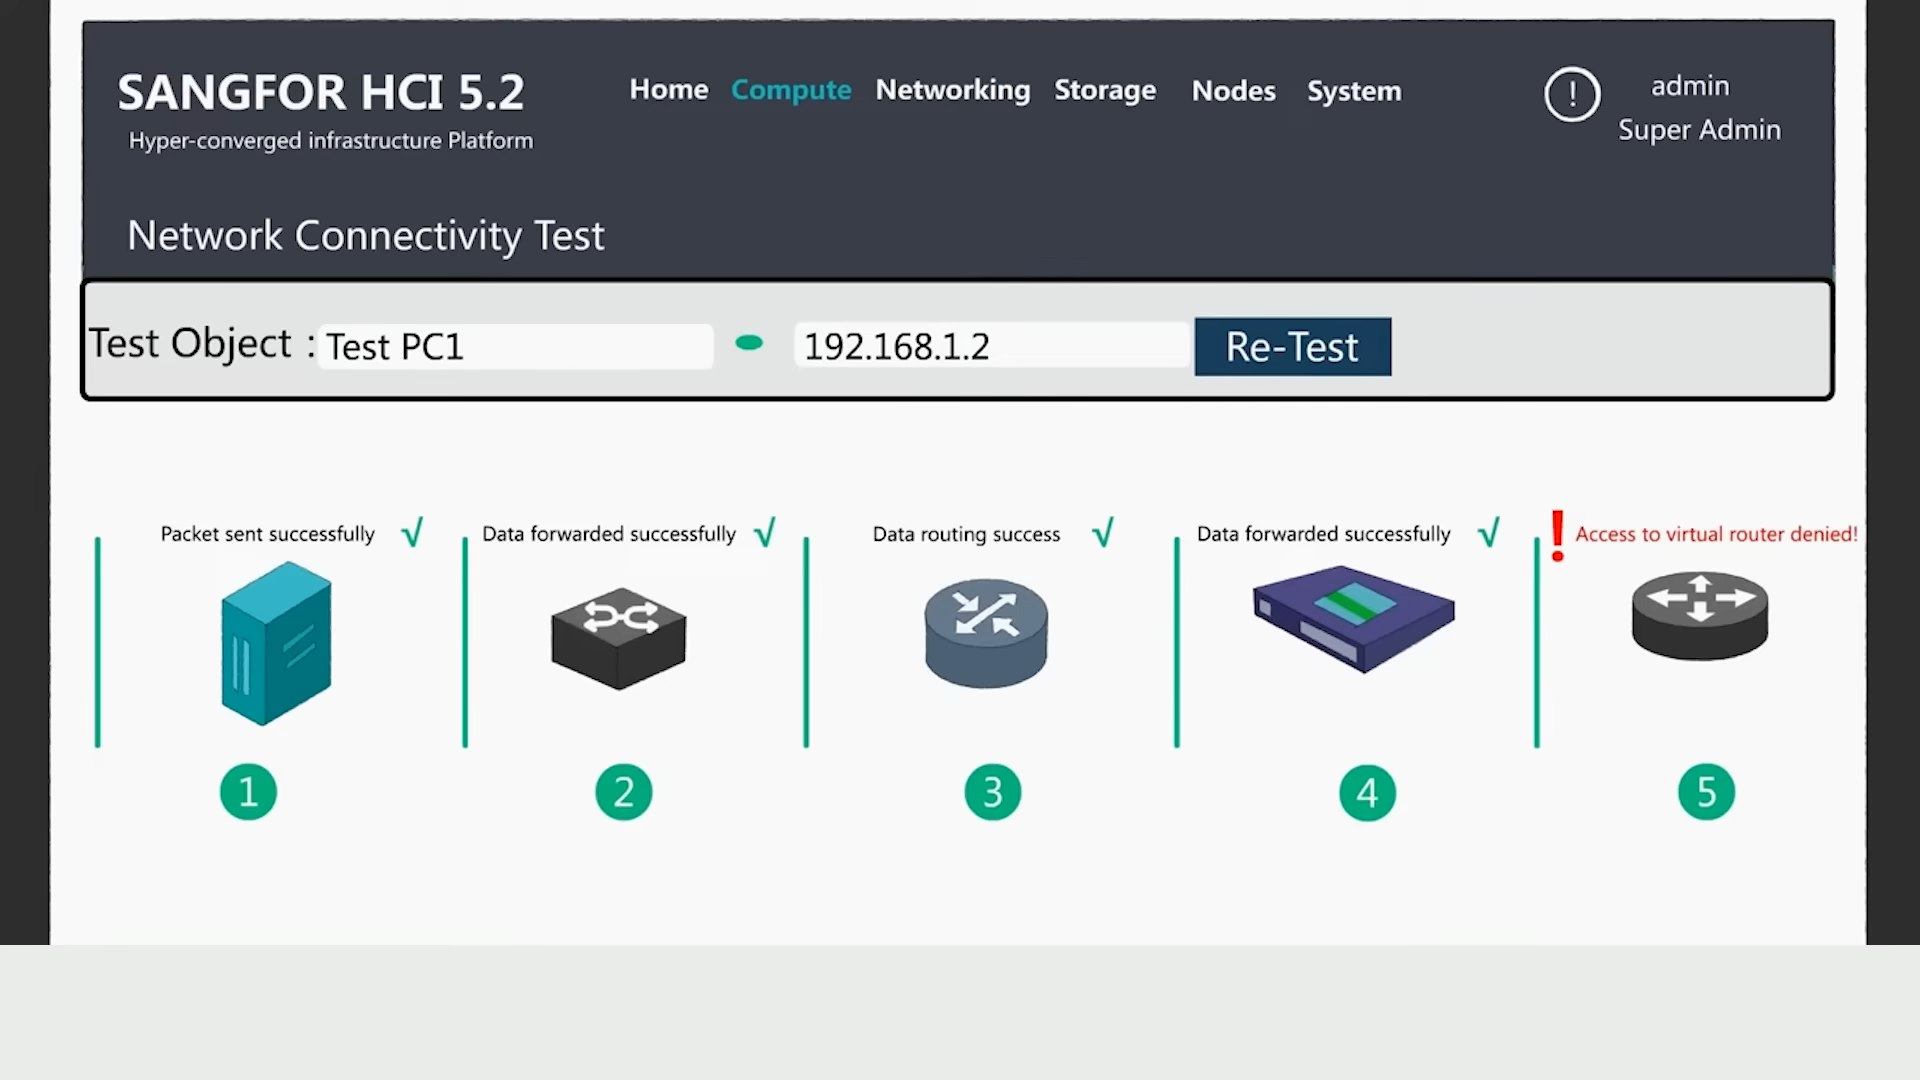 SANGFOR HCI 5.2
Hyper-converged infrastructure Platform
Home Compute Networking Storage Nodes System
! admin
Super Admin
Network Connectivity Test
Test Object : Test PC1 - 192.168.1.2 Re-Test
Packet sent successfully √
Data forwarded successfully √
Data routing success √
Data forwarded successfully √
! Access to virtual router denied!
1
2
3
4
5